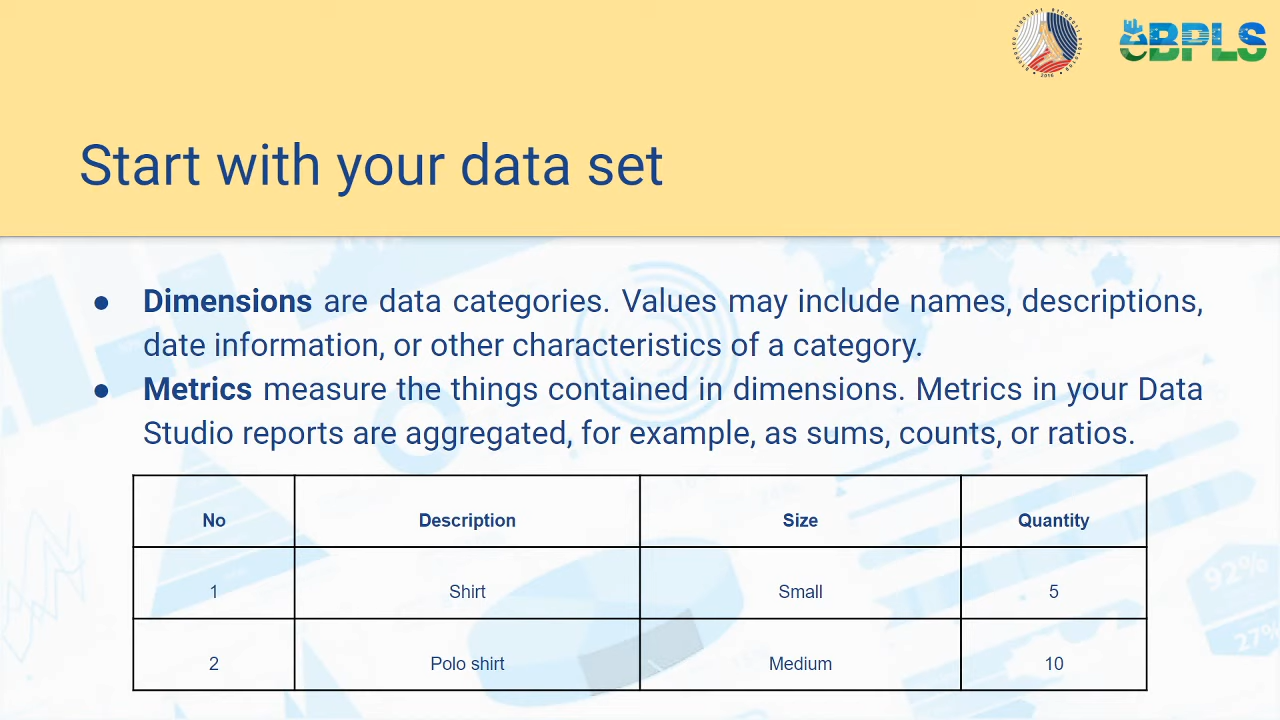 eBPLS
Start with your data set
● Dimensions are data categories. Values may include names, descriptions,
date information, or other characteristics of a category.
● Metrics measure the things contained in dimensions. Metrics in your Data
Studio reports are aggregated, for example, as sums, counts, or ratios.
No Description Size Quantity
1 Shirt Small 5
2 Polo shirt Medium 10
92%
27%